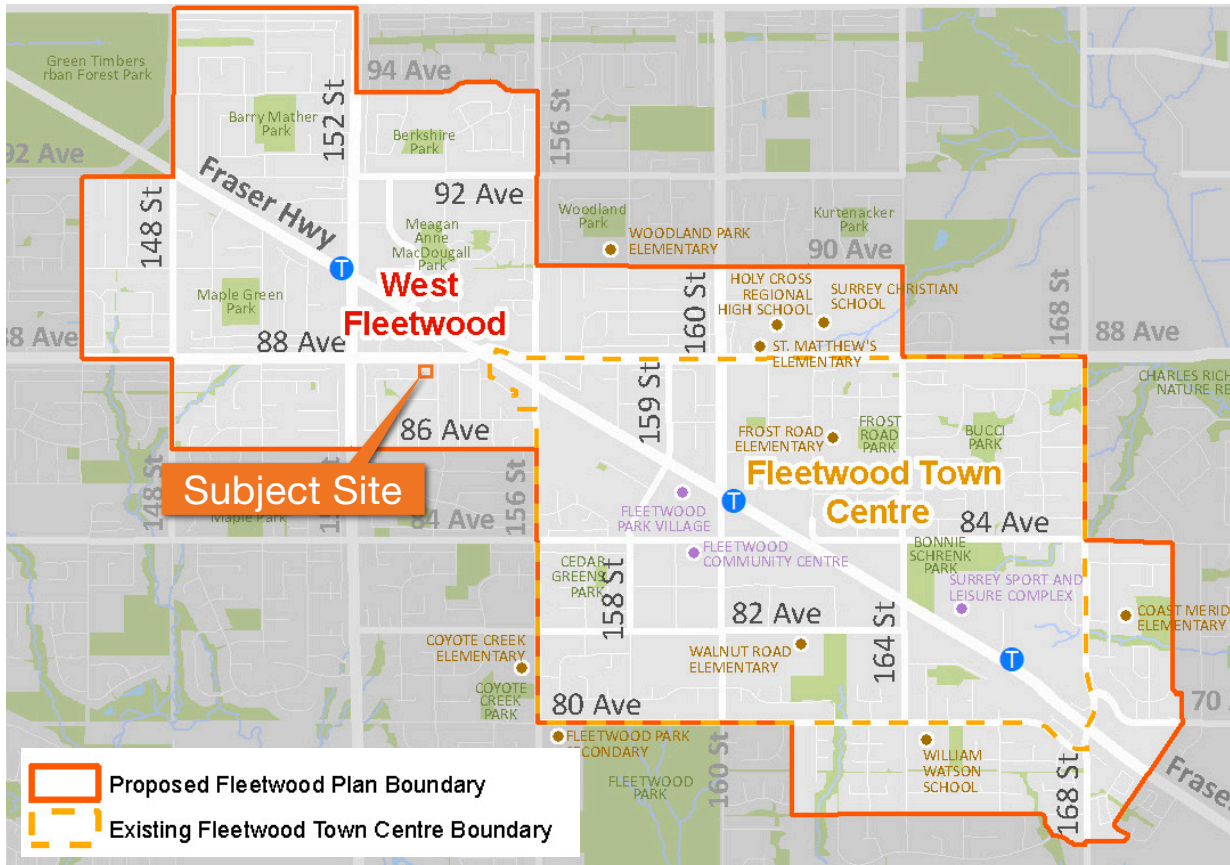 Green Timbers
rban Forest Park
94 Ave
152 St
Barry Mather
Park
Berkshire
Park
156 St
92 Ave
Fraser Hwy
92 Ave
148 St
Meagan
Anne
MacDougall
Park
Woodland
Park
WOODLAND PARK
ELEMENTARY
Kurtenacker
Park
90 Ave
T
West
Fleetwood
Maple Green
Park
160 St
HOLY CROSS
REGIONAL
HIGH SCHOOL
SURREY CHRISTIAN
SCHOOL
168 St
88 Ave
88 Ave
88 Ave
ST. MATTHEW'S
ELEMENTARY
CHARLES RICH
NATURE RE
159 St
86 Ave
FROST ROAD
ELEMENTARY
FROST
ROAD
PARK
BUCCI
PARK
Subject Site
Fleetwood Town
Centre
148 St
Maple Park
84 Ave
156 St
FLEETWOOD
PARK VILLAGE
T
84 Ave
FLEETWOOD
COMMUNITY CENTRE
BONNIE
SCHRENK
PARK
CEDAR
GREENS
PARK
158 St
SURREY SPORT AND
LEISURE COMPLEX
82 Ave
164 St
COAST MERID
ELEMENTARY
COYOTE CREEK
ELEMENTARY
WALNUT ROAD
ELEMENTARY
T
COYOTE
CREEK
PARK
80 Ave
70
FLEETWOOD PARK
SECONDARY
160 St
FLEETWOOD
PARK
WILLIAM
WATSON
SCHOOL
168 St
Fraser
Proposed Fleetwood Plan Boundary
Existing Fleetwood Town Centre Boundary